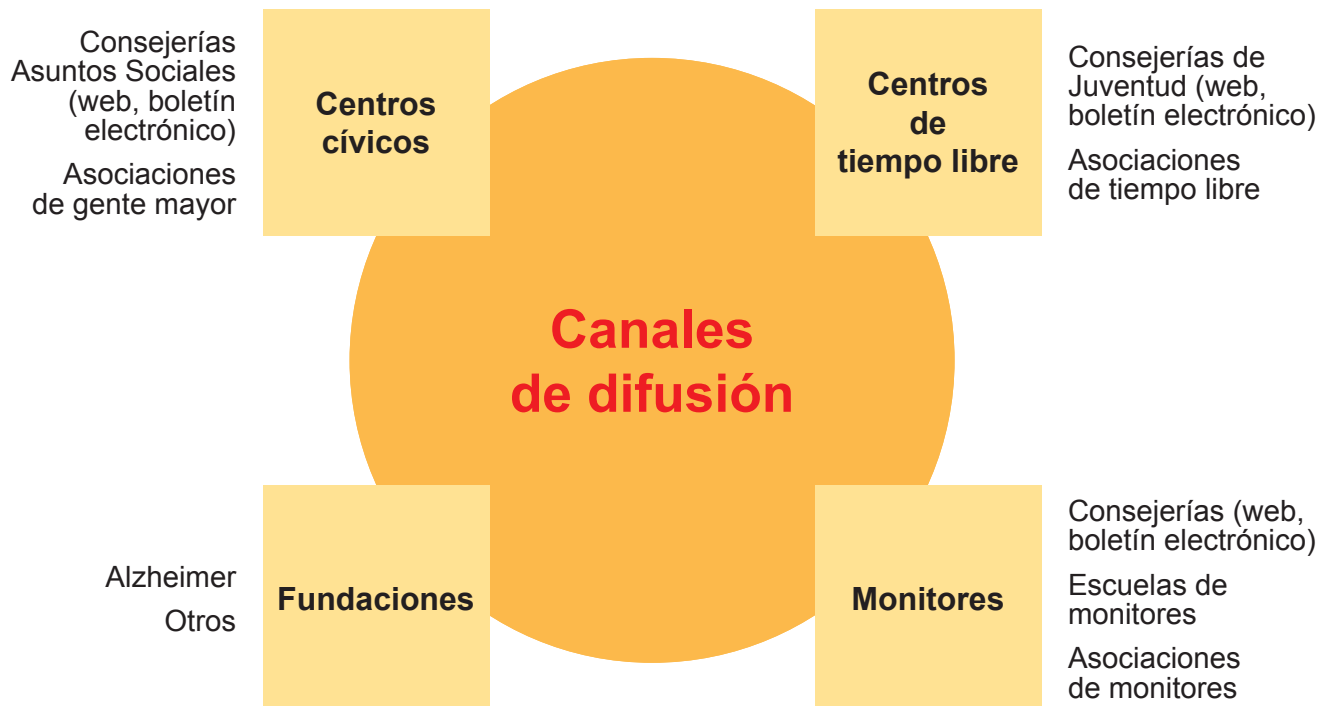 Consejerías
Asuntos Sociales
(web, boletín
electrónico)
Asociaciones
de gente mayor
Centros
cívicos
Centros
de
tiempo libre
Consejerías de
Juventud (web,
boletín electrónico)
Asociaciones
de tiempo libre
Canales
de difusión
Alzheimer
Otros
Fundaciones
Monitores
Consejerías (web,
boletín electrónico)
Escuelas de
monitores
Asociaciones
de monitores